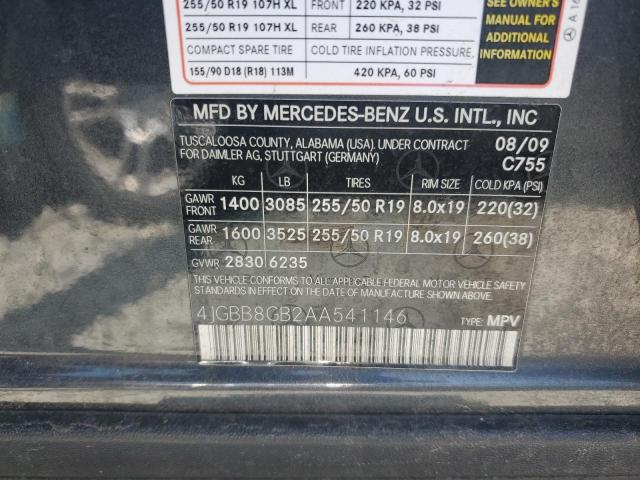 255/50 R19 107H XL FRONT 220 KPA, 32 PSI
255/50 R19 107H XL REAR 260 KPA, 38 PSI
COMPACT SPARE TIRE COLD TIRE INFLATION PRESSURE,
155/90 D18 (R18) 113M 420 KPA, 60 PSI
SEE OWNER'S
MANUAL FOR
ADDITIONAL
INFORMATION
A 16
MFD BY MERCEDES-BENZ U.S. INTL., INC
TUSCALOOSA COUNTY, ALABAMA (USA). UNDER CONTRACT
FOR DAIMLER AG, STUTTGART (GERMANY)
08/09
C755
KG LB TIRES RIM SIZE COLD KPA (PSI)
GAWR FRONT 1400 3085 255/50 R19 8.0x19 220(32)
GAWR REAR 1600 3525 255/50 R19 8.0x19 260(38)
GVWR 2830 6235
THIS VEHICLE CONFORMS TO ALL APPLICABLE FEDERAL MOTOR VEHICLE SAFETY
STANDARDS IN EFFECT ON THE DATE OF MANUFACTURE SHOWN ABOVE.
4JGBB8GB2AA541146
TYPE: MPV